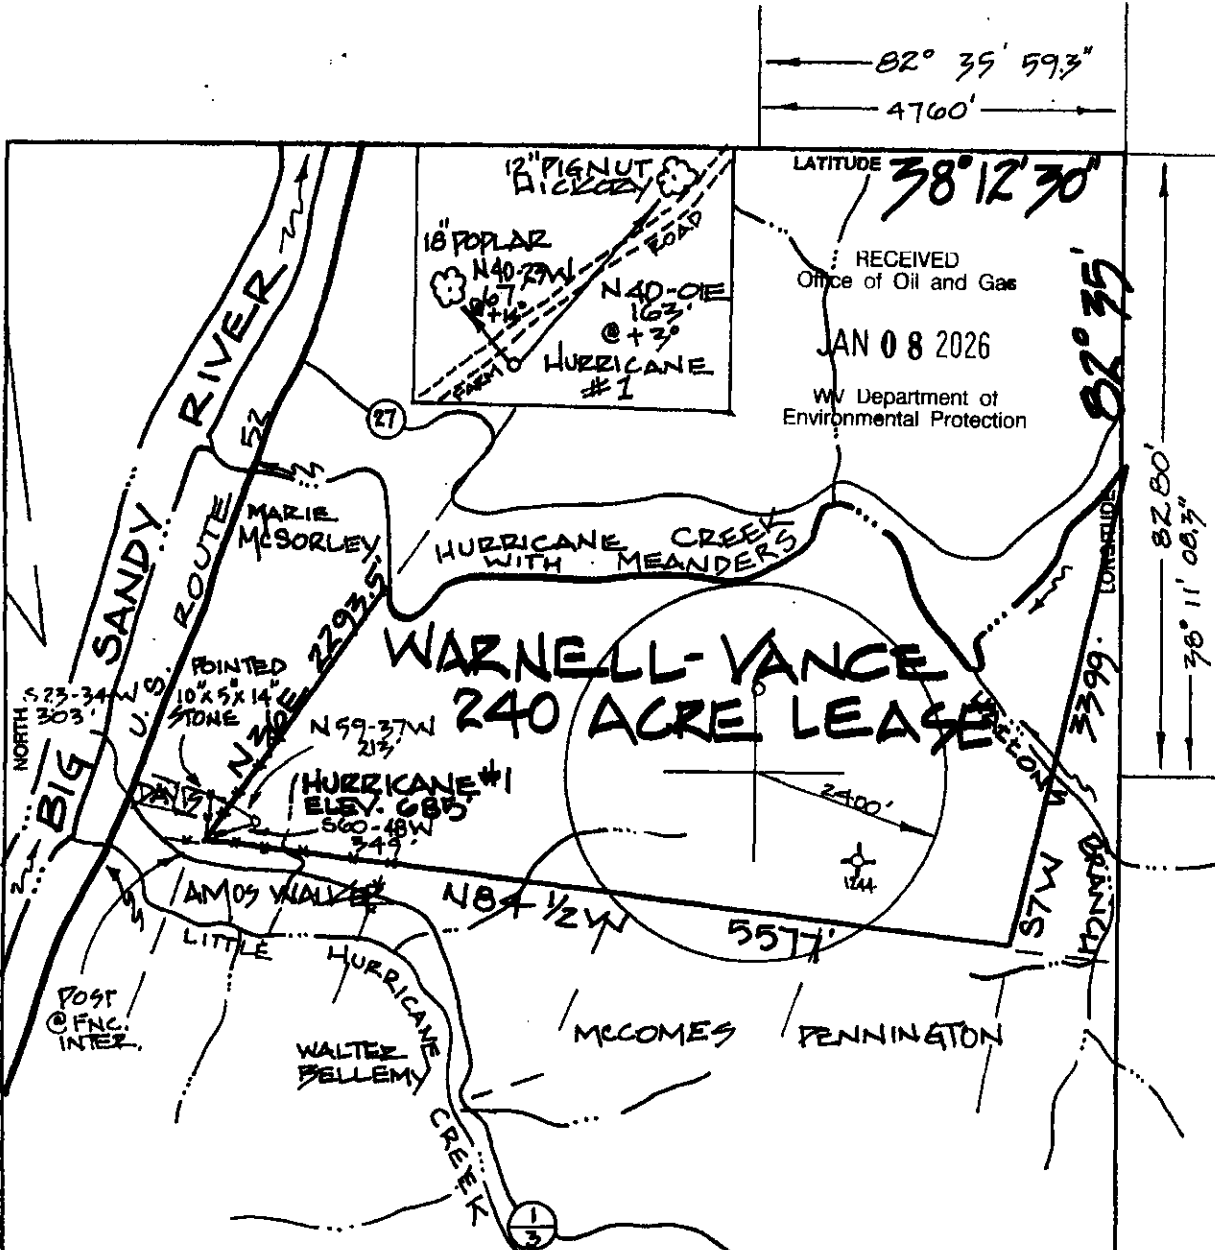 82° 35' 59.3"
4760'
LATITUDE 38° 12' 30"
12" PIGNUT
HICKORY
ROAD
18" POPLAR
N40-29W
67'
N40-01E
163'
@ +3°
HURRICANE
#1
FARM
RECEIVED
Office of Oil and Gas
JAN 08 2026
WV Department of
Environmental Protection
LONGITUDE 82° 35'
8280'
38° 11' 08.3"
BIG SANDY RIVER
U.S. ROUTE 52
27
MARIE
McSORLEY
HURRICANE CREEK
WITH MEANDERS
WARNELL-VANCE
240 ACRE LEASE
2293.5'
POINTED
10"x5"x14"
STONE
S23-34W
303'
NORTH
N59-37W
213'
HURRICANE #1
ELEV. 685'
S60-48W
349'
DAVIS
AMOS WALKER
N84 1/2 W
5577'
2400'
1244
S7W 3399.
BRANCH
LITTLE HURRICANE CREEK
POST
@ FNC.
INTER.
WALTER
BELLEMY
McCOMES
PENNINGTON
1
3